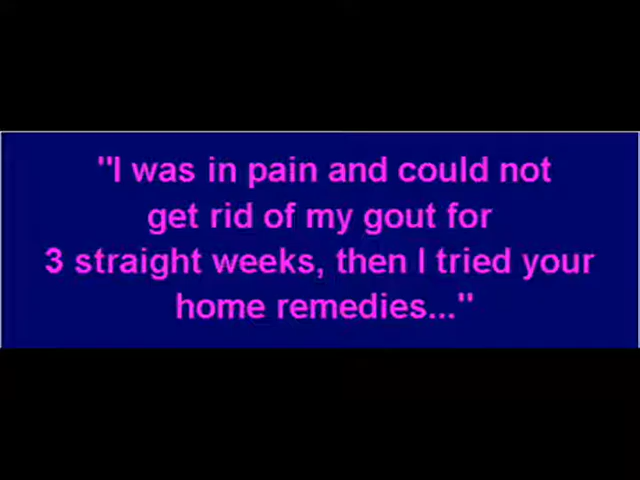 "I was in pain and could not
get rid of my gout for
3 straight weeks, then I tried your
home remedies..."